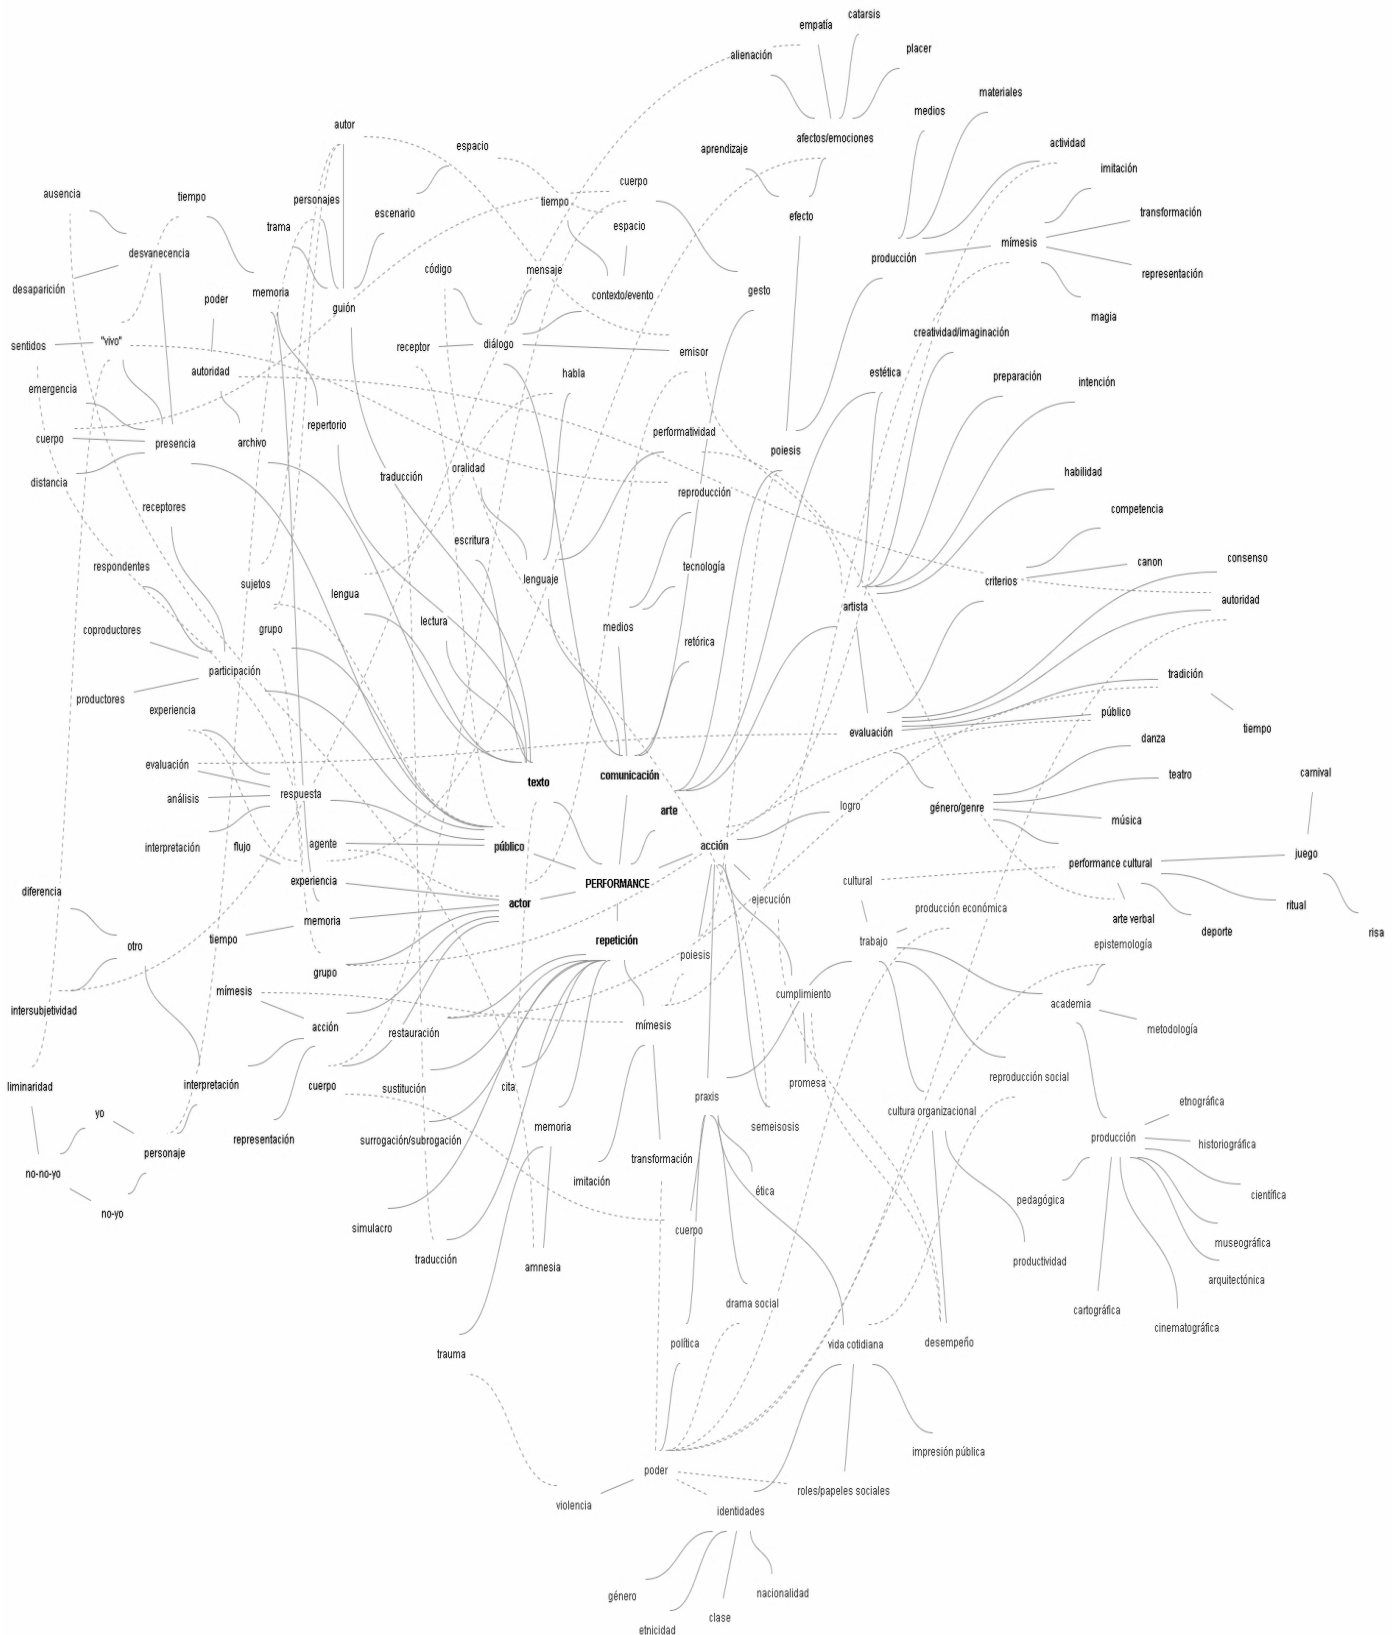 catarsis
empatía
placer
alienación
materiales
medios
autor
afectos/emociones
actividad
espacio
aprendizaje
imitación
cuerpo
ausencia
tiempo
personajes
tiempo
escenario
transformación
efecto
trama
espacio
mímesis
desvanecencia
producción
código
mensaje
representación
desaparición
memoria
contexto/evento
gesto
poder
guión
magia
creatividad/imaginación
sentidos
"vivo"
receptor
diálogo
emisor
autoridad
habla
estética
preparación
intención
emergencia
repertorio
performatividad
cuerpo
presencia
archivo
poiesis
oralidad
habilidad
traducción
distancia
reproducción
receptores
competencia
escritura
consenso
canon
respondentes
tecnología
lenguaje
criterios
sujetos
lengua
autoridad
artista
lectura
medios
coproductores
grupo
retórica
participación
tradición
productores
experiencia
público
tiempo
evaluación
danza
evaluación
comunicación
teatro
carnival
texto
respuesta
análisis
logro
género/genre
arte
música
agente
público
acción
interpretación
flujo
juego
performance cultural
experiencia
PERFORMANCE
cultural
diferencia
ejecución
actor
ritual
producción económica
memoria
arte verbal
deporte
risa
tiempo
repetición
trabajo
epistemología
otro
poiesis
grupo
mímesis
cumplimiento
academia
intersubjetividad
acción
mímesis
metodología
restauración
reproducción social
liminaridad
interpretación
cuerpo
sustitución
cita
promesa
praxis
etnográfica
cultura organizacional
yo
memoria
semeisosis
representación
surrogación/subrogación
producción
historiográfica
personaje
transformación
no-no-yo
imitación
ética
científica
pedagógica
no-yo
simulacro
cuerpo
museográfica
traducción
amnesia
productividad
arquitectónica
drama social
cartográfica
cinematográfica
política
vida cotidiana
desempeño
trauma
impresión pública
poder
roles/papeles sociales
violencia
identidades
género
nacionalidad
clase
etnicidad